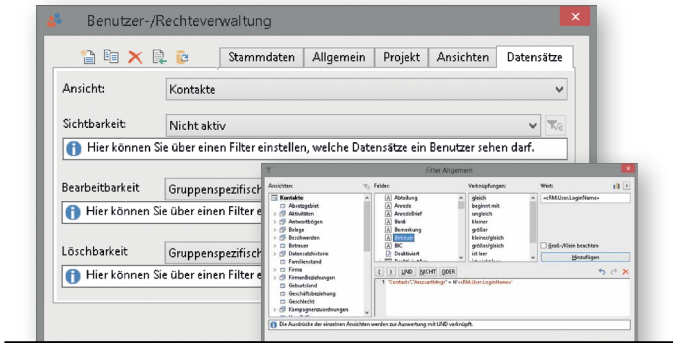 Benutzer-/Rechteverwaltung
Stammdaten Allgemein Projekt Ansichten Datensätze
Ansicht: Kontakte
Sichtbarkeit: Nicht aktiv
Hier können Sie über einen Filter einstellen, welche Datensätze ein Benutzer sehen darf.
Bearbeitbarkeit Gruppenspezifisch
Hier können Sie über einen Filter e
Löschbarkeit Gruppenspezifisch
Hier können Sie über einen Filter e
Filter Allgemein
Ansichten:
Kontakte
Absatzgebiet
Aktivitäten
Antwortbögen
Belege
Beschwerden
Betreuer
Datensatzhistorie
Familienstand
Firma
FirmenBeziehungen
Geburtsland
Geschäftsbeziehung
Geschlecht
Kampagnenzuordnungen
Felder:
Abteilung
Anrede
AnredeBrief
Bank
Bemerkung
Betreuer
BIC
Deaktiviert
Verknüpfungen:
gleich
beginnt mit
ungleich
kleiner
größer
kleiner/gleich
größer/gleich
ist leer
Wert:
Groß-/Klein beachten
Hinzufügen
( ) UND NICHT ODER
1 "Contacts"."AccountMngr" = N'<cRM.User.LoginName>'
Die Ausdrücke der einzelnen Ansichten werden zur Auswertung mit UND verknüpft.